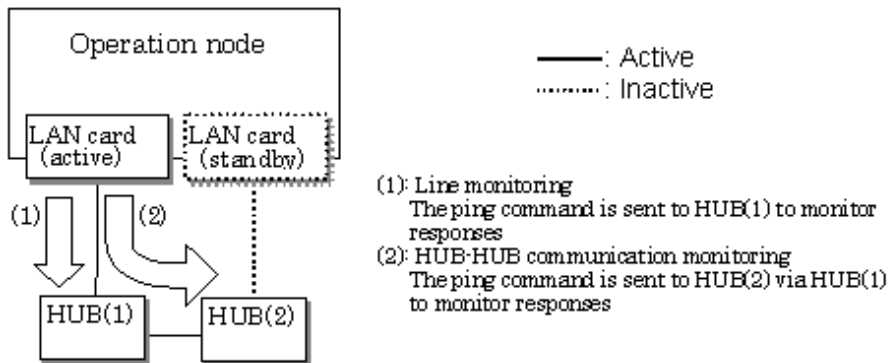 Operation node
LAN card
(active)
LAN card
(standby)
: Active
: Inactive
(1)
(2)
HUB(1)
HUB(2)
(1): Line monitoring
The ping command is sent to HUB(1) to monitor
responses
(2): HUB-HUB communication monitoring
The ping command is sent to HUB(2) via HUB(1)
to monitor responses